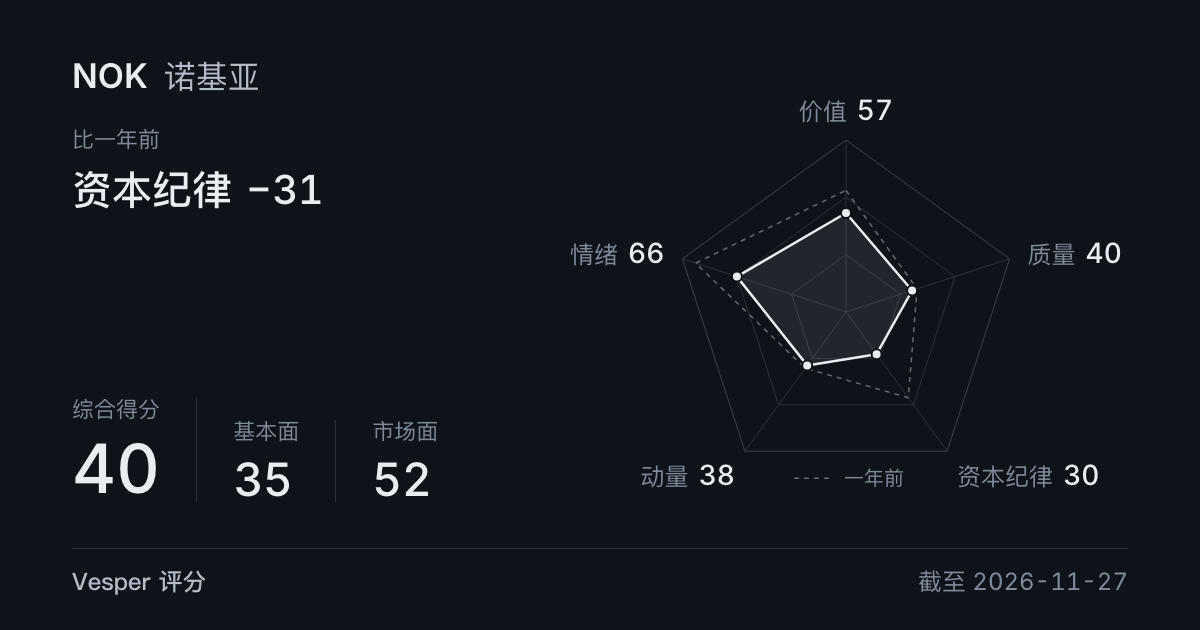 NOK 诺基亚
比一年前
资本纪律 −31
综合得分
40
基本面
35
市场面
52
价值 57
情绪 66
质量 40
动量 38
一年前
资本纪律 30
Vesper 评分
截至 2026-11-27